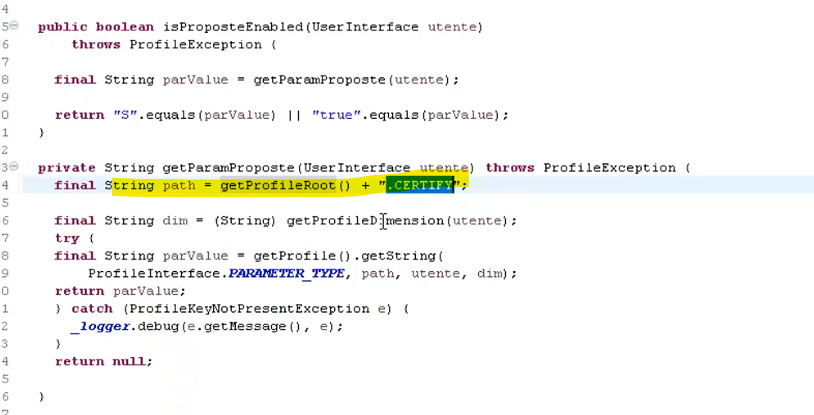 4
5 public boolean isProposteEnabled(UserInterface utente)
6 throws ProfileException {
7
8 final String parValue = getParamProposte(utente);
9
0 return "S".equals(parValue) || "true".equals(parValue);
1 }
2
3 private String getParamProposte(UserInterface utente) throws ProfileException {
4 final String path = getProfileRoot() + ".CERTIFY";
5
6 final String dim = (String) getProfileDimension(utente);
7 try {
8 final String parValue = getProfile().getString(
9 ProfileInterface.PARAMETER_TYPE, path, utente, dim);
0 return parValue;
1 } catch (ProfileKeyNotPresentException e) {
2 _logger.debug(e.getMessage(), e);
3 }
4 return null;
5
6 }
7